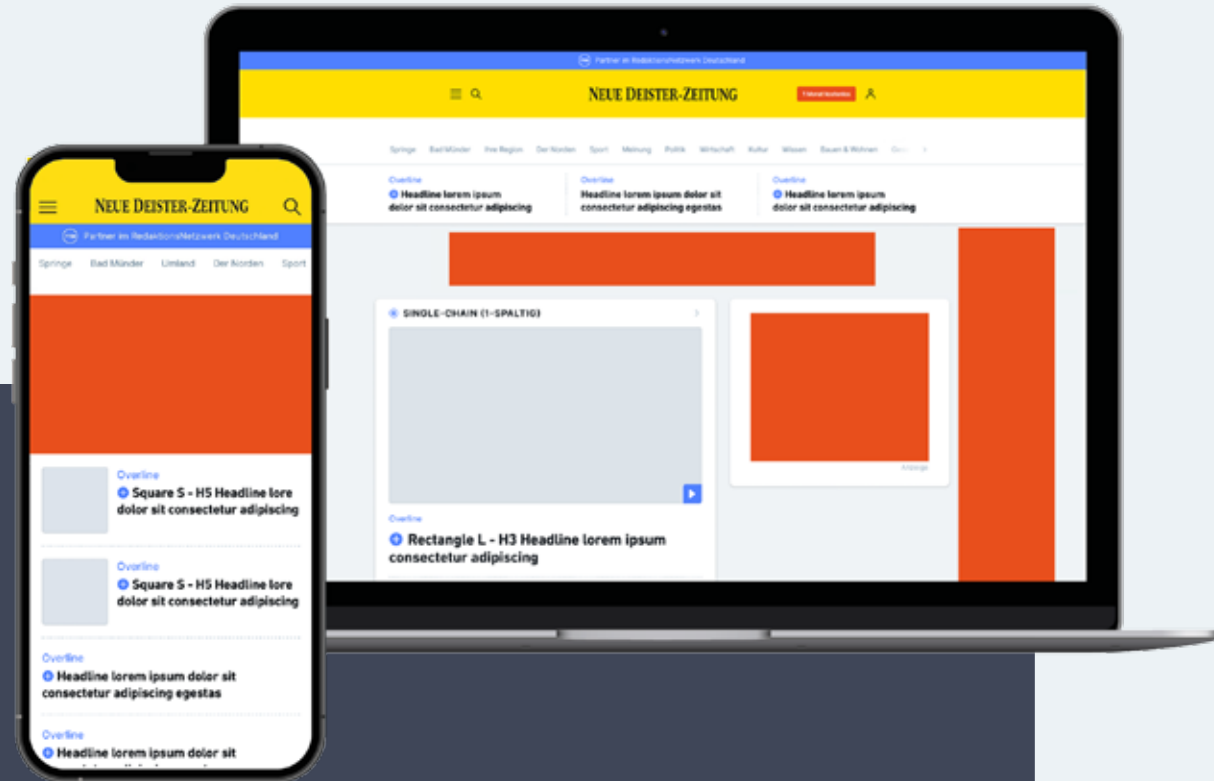 Partner im RedaktionsNetzwerk Deutschland
NEUE DEISTER-ZEITUNG
1 Monat kostenlos
Springe Bad Münder Ihre Region Der Norden Sport Meinung Politik Wirtschaft Kultur Wissen Bauen & Wohnen
Overline
Headline lorem ipsum
dolor sit consectetur adipiscing
Overline
Headline lorem ipsum dolor sit
consectetur adipiscing egestas
Overline
Headline lorem ipsum
dolor sit consectetur adipiscing
SINGLE-CHAIN (1-SPALTIG)
Anzeige
Overline
Rectangle L - H3 Headline lorem ipsum
consectetur adipiscing
NEUE DEISTER-ZEITUNG
Partner im RedaktionsNetzwerk Deutschland
Springe Bad Münder Umland Der Norden Sport
Overline
Square S - H5 Headline lore
dolor sit consectetur adipiscing
Overline
Square S - H5 Headline lore
dolor sit consectetur adipiscing
Overline
Headline lorem ipsum dolor sit
consectetur adipiscing egestas
Overline
Headline lorem ipsum dolor sit